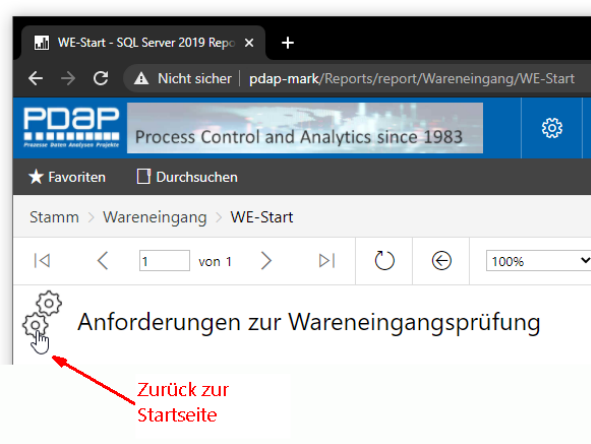 WE-Start - SQL Server 2019 Repo
Nicht sicher | pdap-mark/Reports/report/Wareneingang/WE-Start
PDAP
Prozesse Daten Analysen Projekte
Process Control and Analytics since 1983
Favoriten Durchsuchen
Stamm > Wareneingang > WE-Start
1 von 1 100%
Anforderungen zur Wareneingangsprüfung
Zurück zur
Startseite